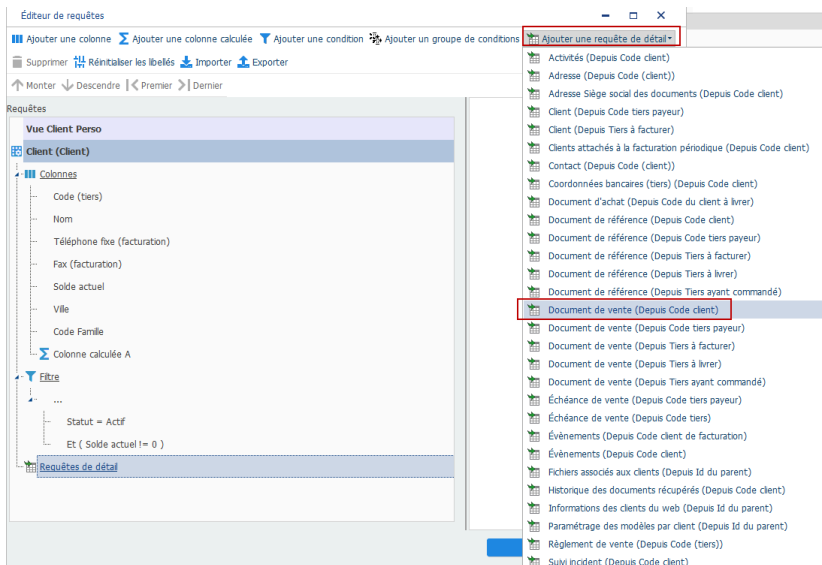 Éditeur de requêtes
Ajouter une colonne Ajouter une colonne calculée Ajouter une condition Ajouter un groupe de conditions Ajouter une requête de détail
Supprimer Réinitialiser les libellés Importer Exporter
Monter Descendre Premier Dernier
Requêtes
Vue Client Perso
Client (Client)
Colonnes
Code (tiers)
Nom
Téléphone fixe (facturation)
Fax (facturation)
Solde actuel
Ville
Code Famille
Colonne calculée A
Filtre
...
Statut = Actif
Et ( Solde actuel != 0 )
Requêtes de détail
Activités (Depuis Code client)
Adresse (Depuis Code (client))
Adresse Siège social des documents (Depuis Code client)
Client (Depuis Code tiers payeur)
Client (Depuis Tiers à facturer)
Clients attachés à la facturation périodique (Depuis Code client)
Contact (Depuis Code (client))
Coordonnées bancaires (tiers) (Depuis Code client)
Document d'achat (Depuis Code du client à livrer)
Document de référence (Depuis Code client)
Document de référence (Depuis Code tiers payeur)
Document de référence (Depuis Tiers à facturer)
Document de référence (Depuis Tiers à livrer)
Document de référence (Depuis Tiers ayant commandé)
Document de vente (Depuis Code client)
Document de vente (Depuis Code tiers payeur)
Document de vente (Depuis Tiers à facturer)
Document de vente (Depuis Tiers à livrer)
Document de vente (Depuis Tiers ayant commandé)
Échéance de vente (Depuis Code tiers payeur)
Échéance de vente (Depuis Code tiers)
Évènements (Depuis Code client de facturation)
Évènements (Depuis Code client)
Fichiers associés aux clients (Depuis Id du parent)
Historique des documents récupérés (Depuis Code client)
Informations des clients du web (Depuis Id du parent)
Paramétrage des modèles par client (Depuis Id du parent)
Règlement de vente (Depuis Code (tiers))
Suivi incident (Depuis Code client)